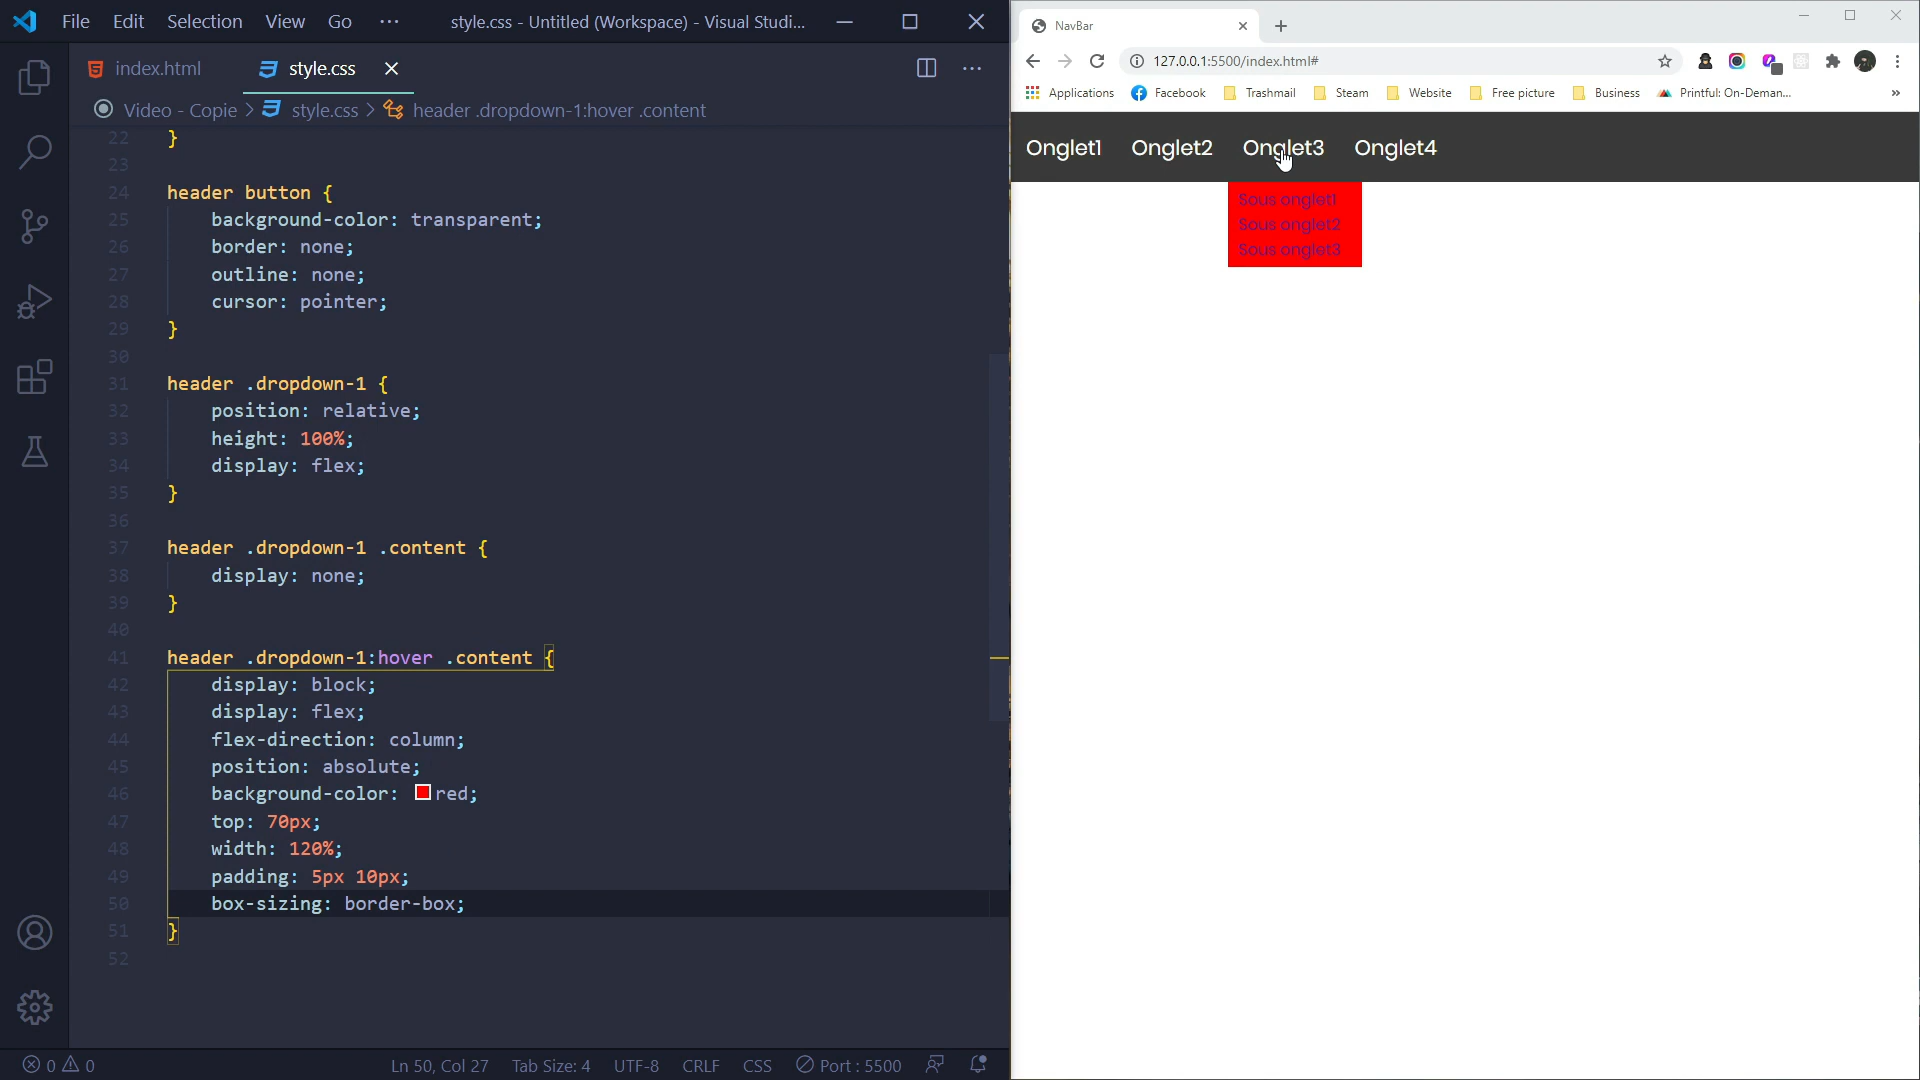 File Edit Selection View Go ··· style.css - Untitled (Workspace) - Visual Studi...
index.html style.css
Video - Copie > style.css > header .dropdown-1:hover .content
22 }
23
24 header button {
25 background-color: transparent;
26 border: none;
27 outline: none;
28 cursor: pointer;
29 }
30
31 header .dropdown-1 {
32 position: relative;
33 height: 100%;
34 display: flex;
35 }
36
37 header .dropdown-1 .content {
38 display: none;
39 }
40
41 header .dropdown-1:hover .content {
42 display: block;
43 display: flex;
44 flex-direction: column;
45 position: absolute;
46 background-color: red;
47 top: 70px;
48 width: 120%;
49 padding: 5px 10px;
50 box-sizing: border-box;
51 }
52
0 0 Ln 50, Col 27 Tab Size: 4 UTF-8 CRLF CSS Port : 5500
NavBar
127.0.0.1:5500/index.html#
Applications Facebook Trashmail Steam Website Free picture Business Printful: On-Deman... »
Onglet1 Onglet2 Onglet3 Onglet4
Sous onglet1
Sous onglet2
Sous onglet3